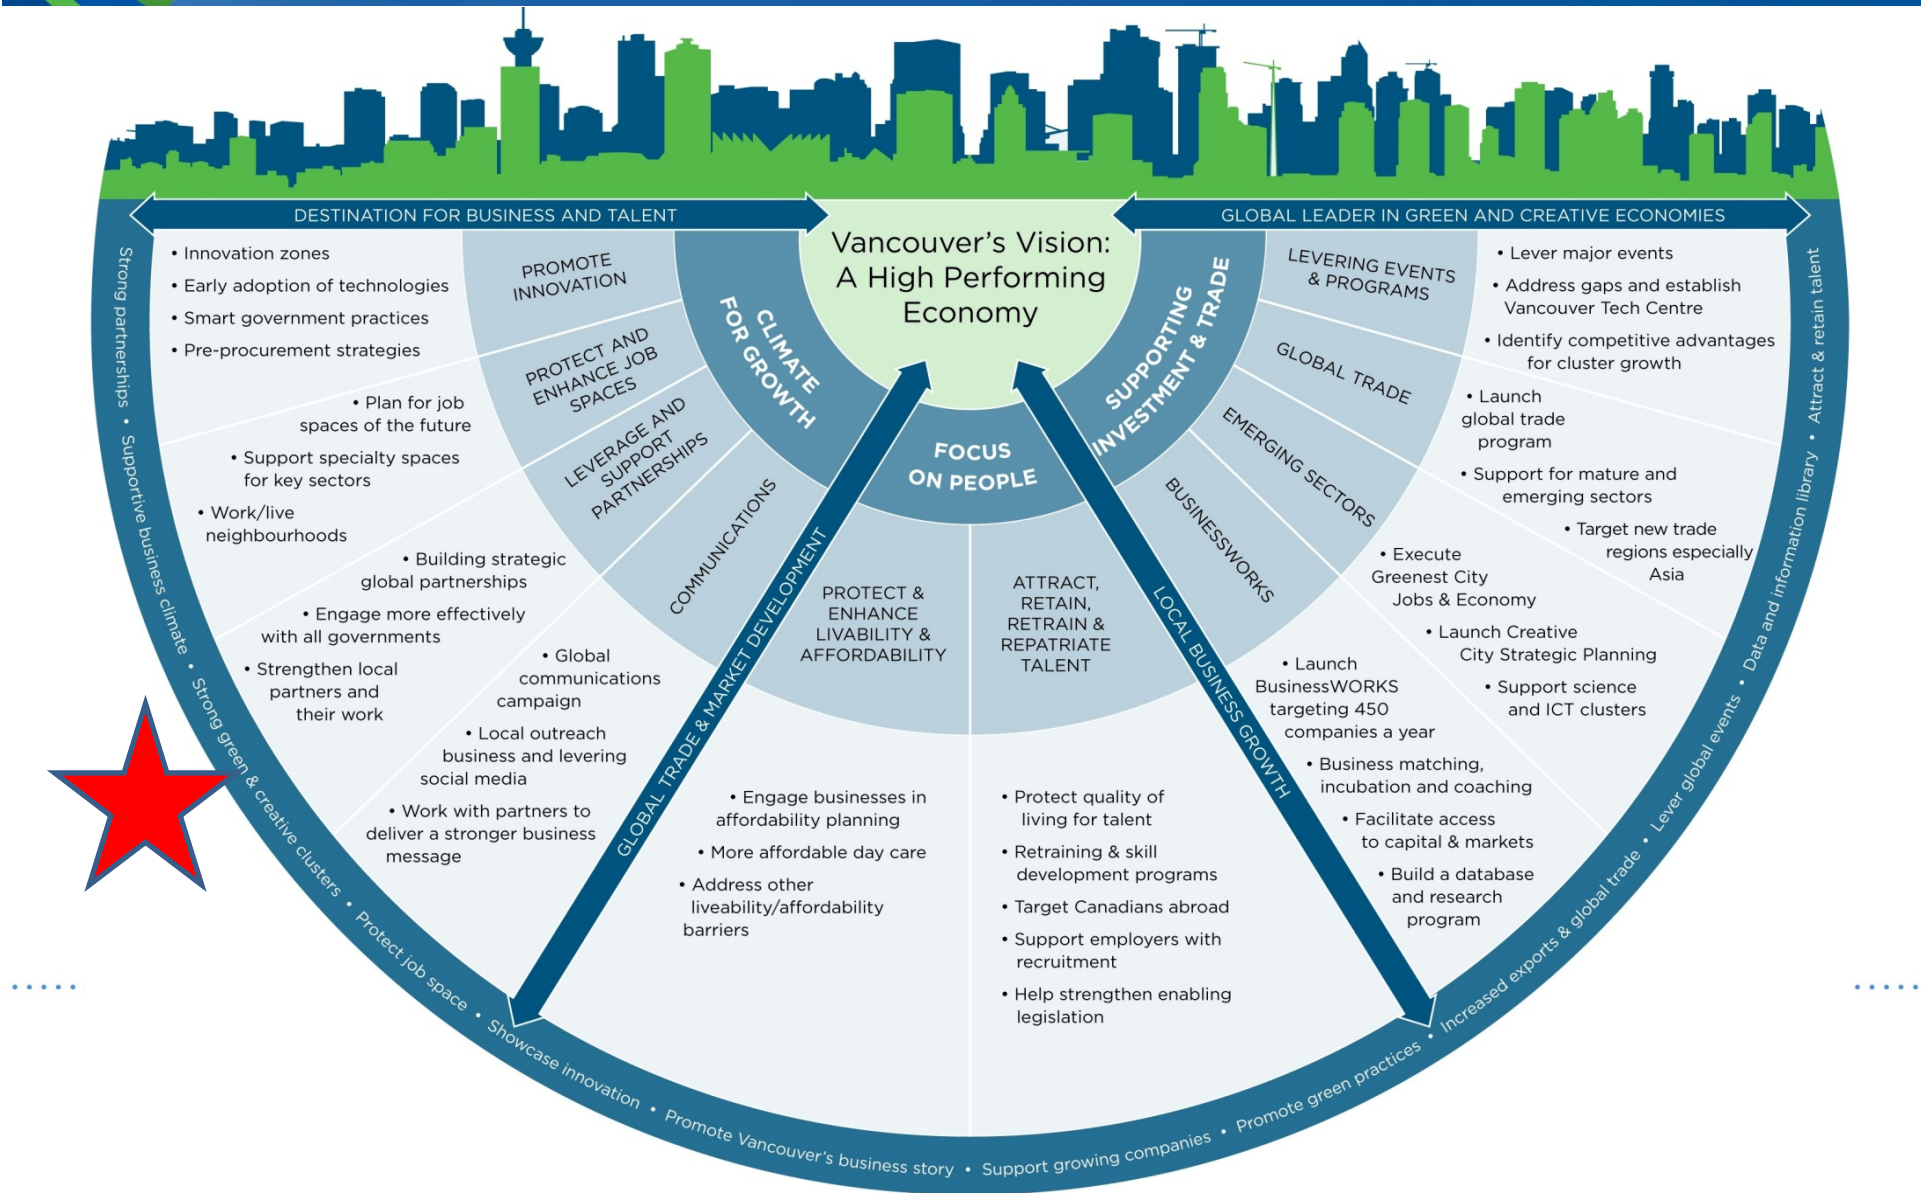 DESTINATION FOR BUSINESS AND TALENT
GLOBAL LEADER IN GREEN AND CREATIVE ECONOMIES
Vancouver's Vision:
A High Performing
Economy
CLIMATE
FOR GROWTH
PROMOTE
INNOVATION
• Innovation zones
• Early adoption of technologies
• Smart government practices
• Pre-procurement strategies
PROTECT AND
ENHANCE JOB
SPACES
• Plan for job
spaces of the future
• Support specialty spaces
for key sectors
• Work/live
neighbourhoods
LEVERAGE AND
SUPPORT
PARTNERSHIPS
• Building strategic
global partnerships
• Engage more effectively
with all governments
• Strengthen local
partners and
their work
COMMUNICATIONS
• Global
communications
campaign
• Local outreach
business and levering
social media
• Work with partners to
deliver a stronger business
message
GLOBAL TRADE & MARKET DEVELOPMENT
FOCUS
ON PEOPLE
PROTECT &
ENHANCE
LIVABILITY &
AFFORDABILITY
• Engage businesses in
affordability planning
• More affordable day care
• Address other
liveability/affordability
barriers
ATTRACT,
RETAIN,
RETRAIN &
REPATRIATE
TALENT
• Protect quality of
living for talent
• Retraining & skill
development programs
• Target Canadians abroad
• Support employers with
recruitment
• Help strengthen enabling
legislation
LOCAL BUSINESS GROWTH
SUPPORTING
INVESTMENT & TRADE
LEVERING EVENTS
& PROGRAMS
• Lever major events
• Address gaps and establish
Vancouver Tech Centre
• Identify competitive advantages
for cluster growth
GLOBAL TRADE
• Launch
global trade
program
• Support for mature and
emerging sectors
• Target new trade
regions especially
Asia
EMERGING SECTORS
• Execute
Greenest City
Jobs & Economy
• Launch Creative
City Strategic Planning
• Support science
and ICT clusters
BUSINESSWORKS
• Launch
BusinessWORKS
targeting 450
companies a year
• Business matching,
incubation and coaching
• Facilitate access
to capital & markets
• Build a database
and research
program
Strong partnerships • Supportive business climate • Strong green & creative clusters • Protect job space • Showcase innovation • Promote Vancouver's business story • Support growing companies • Promote green practices • Increased exports & global trade • Lever global events • Data and information library • Attract & retain talent